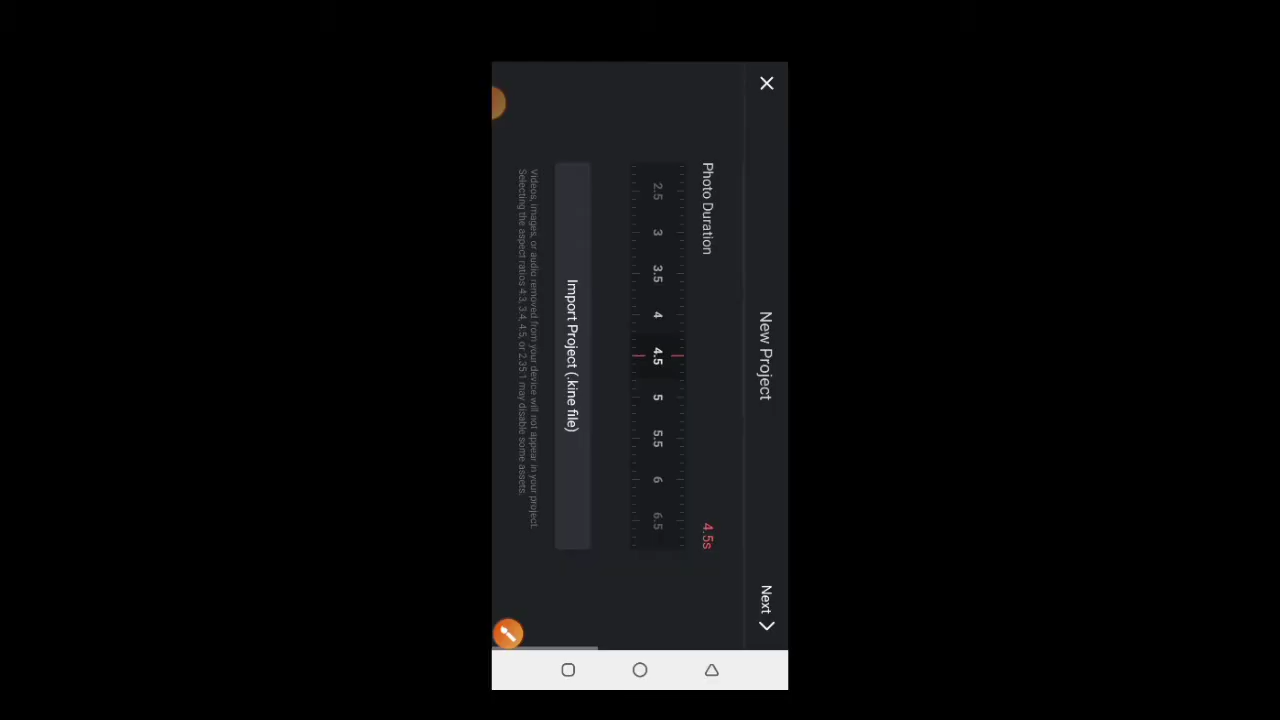 New Project
Next
Photo Duration
4.5s
2.5 3 3.5 4 4.5 5 5.5 6 6.5
Import Project (.kine file)
Videos, images, or audio removed from your device will not appear in your project.
Selecting the aspect ratios 4:3, 3:4, 4:5, or 2.35:1 may disable some assets.